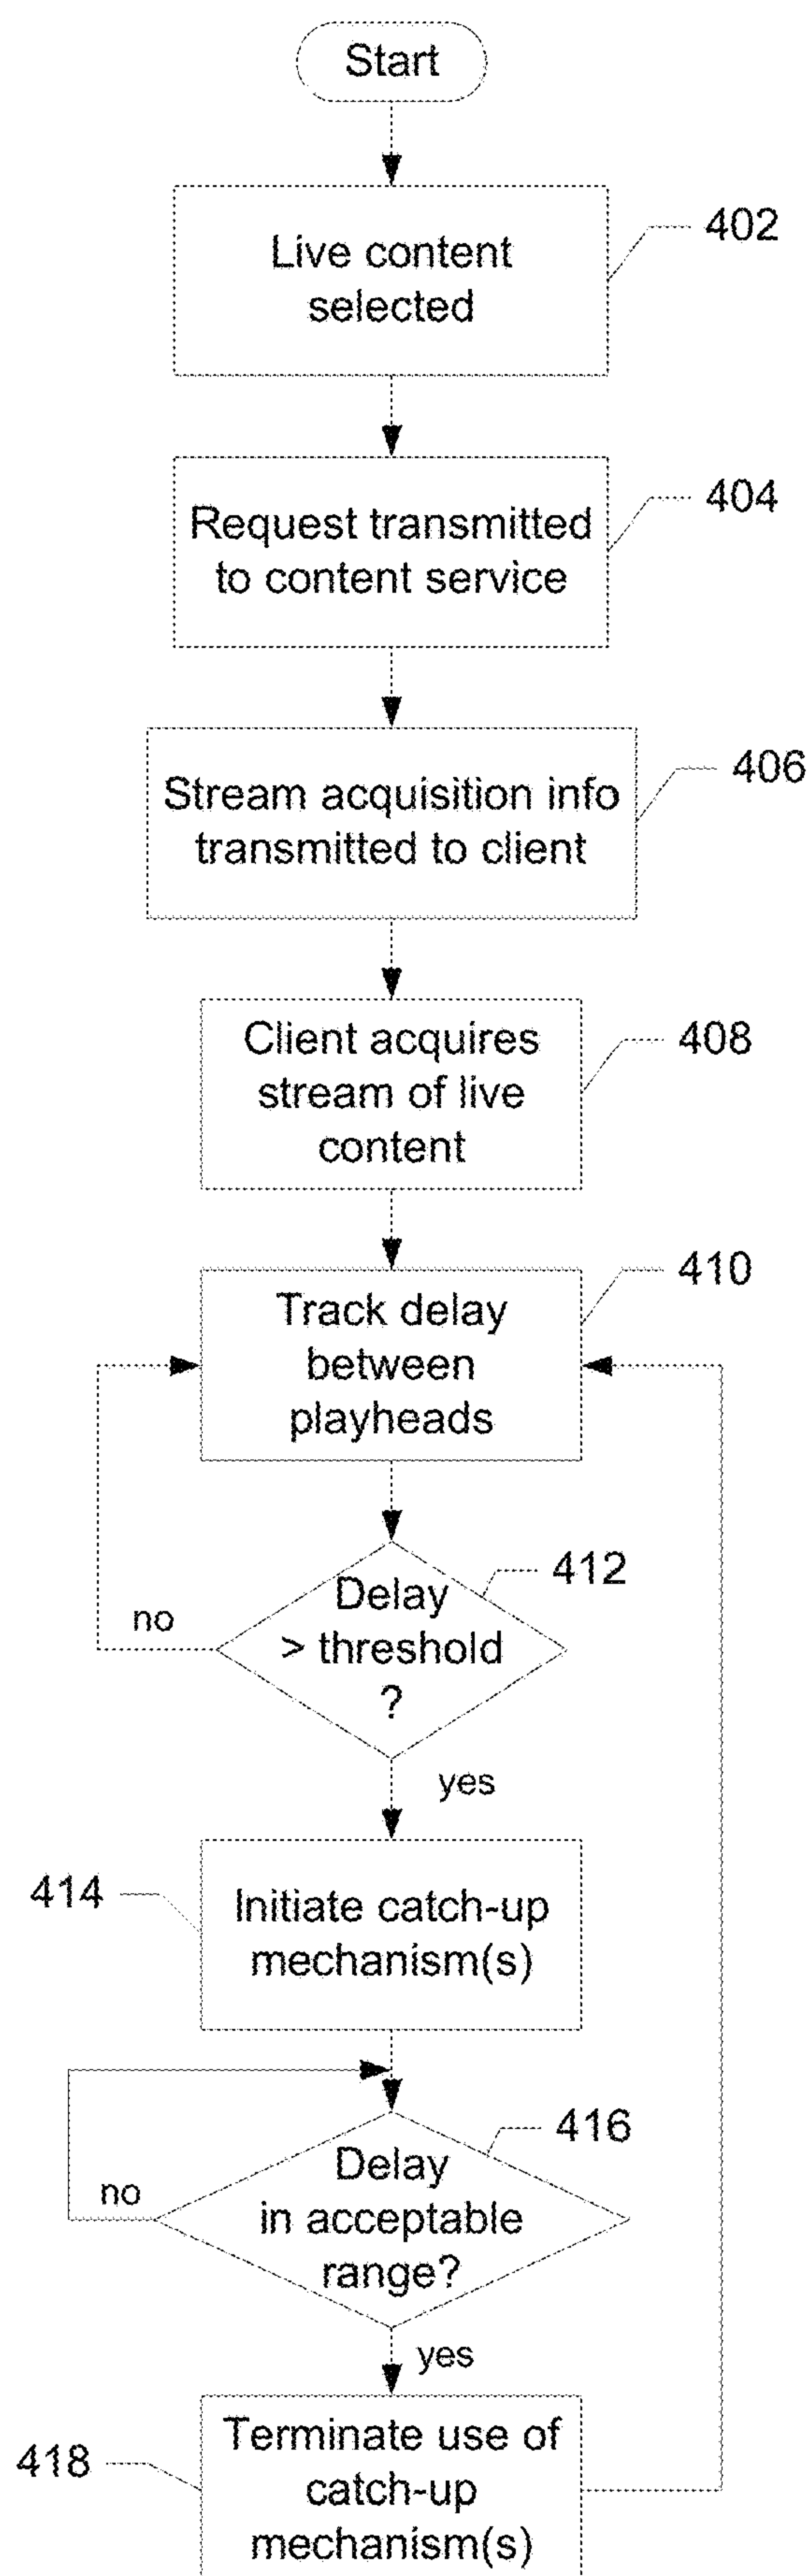 Start
Live content
selected
402
Request transmitted
to content service
404
Stream acquisition info
transmitted to client
406
Client acquires
stream of live
content
408
Track delay
between
playheads
410
Delay
> threshold
?
412
no
yes
Initiate catch-up
mechanism(s)
414
Delay
in acceptable
range?
416
no
yes
Terminate use of
catch-up
mechanism(s)
418